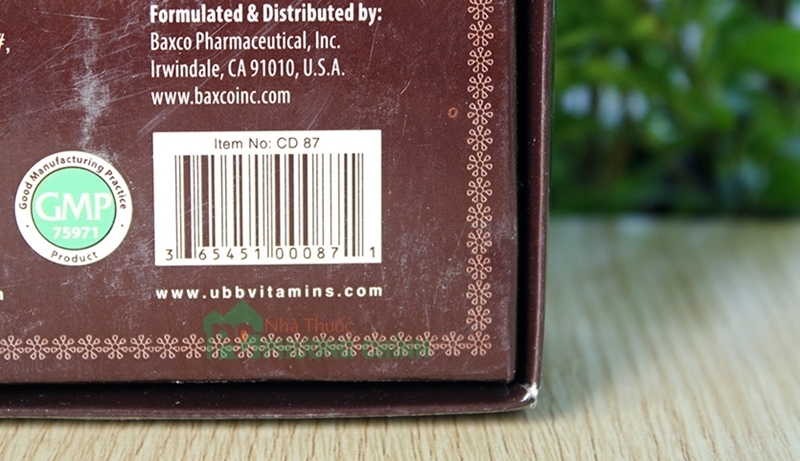 #,
Formulated & Distributed by:
Baxco Pharmaceutical, Inc.
Irwindale, CA 91010, U.S.A.
www.baxcoinc.com
Item No: CD 87
3 65451 00087 1
Good Manufacturing Practice
GMP
75971
Product
www.ubbvitamins.com
Nhà Thuốc